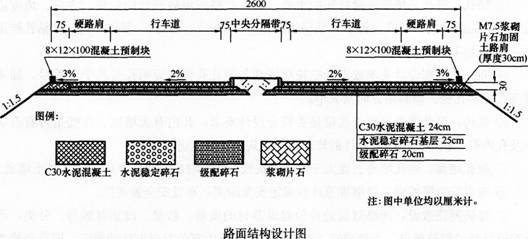 2600
75 硬路肩 行车道 75 中央分隔带 行车道 硬路肩 75
M7.5浆砌
片石加固
土路肩
(厚度30cm)
8×12×100混凝土预制块
8×12×100混凝土预制块
3% 2% 2% 3%
1:1 1:1
30
1:1.5
1:1.5
图例:
C30水泥混凝土 24cm
水泥稳定碎石基层 25cm
级配碎石 20cm
C30水泥混凝土 水泥稳定碎石 级配碎石 浆砌片石
注: 图中单位均以厘米计。
路面结构设计图